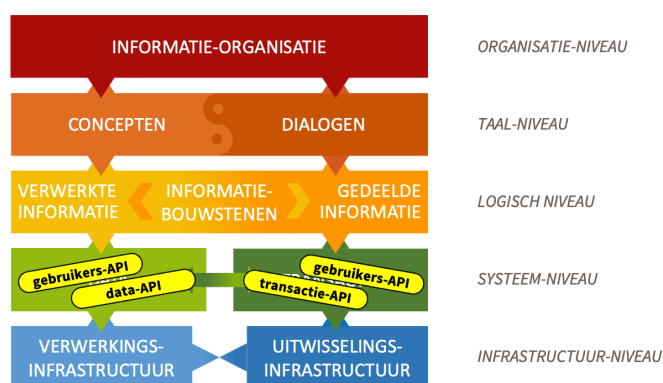 INFORMATIE-ORGANISATIE
ORGANISATIE-NIVEAU
CONCEPTEN
DIALOGEN
TAAL-NIVEAU
VERWERKTE
INFORMATIE
INFORMATIE-
BOUWSTENEN
GEDEELDE
INFORMATIE
LOGISCH NIVEAU
gebruikers-API
data-API
gebruikers-API
transactie-API
SYSTEEM-NIVEAU
VERWERKINGS-
INFRASTRUCTUUR
UITWISSELINGS-
INFRASTRUCTUUR
INFRASTRUCTUUR-NIVEAU